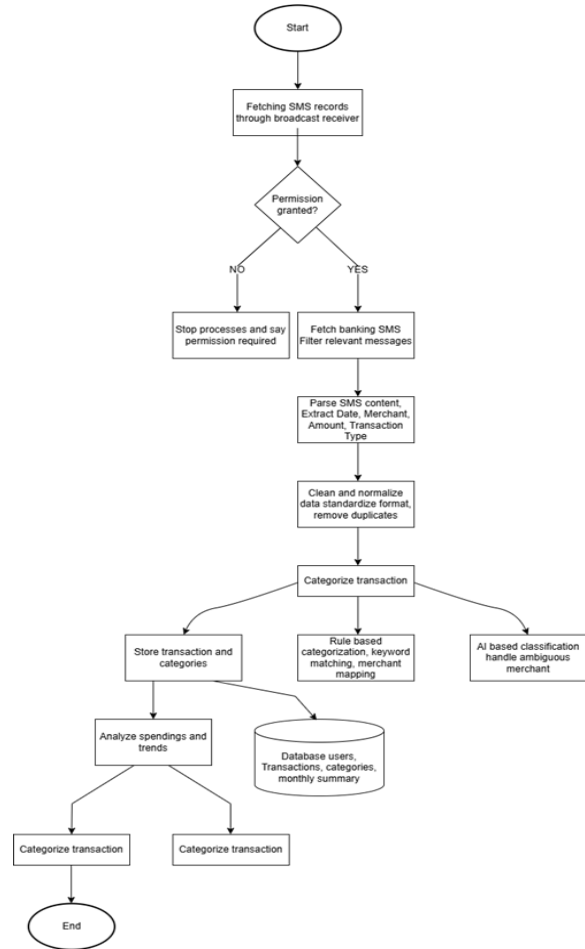 Start
Fetching SMS records
through broadcast receiver
Permission
granted?
NO
YES
Stop processes and say
permission required
Fetch banking SMS
Filter relevant messages
Parse SMS content,
Extract Date, Merchant,
Amount, Transaction
Type
Clean and normalize
data standardize format,
remove duplicates
Categorize transaction
Store transaction and
categories
Rule based
categorization, keyword
matching, merchant
mapping
AI based classification
handle ambiguous
merchant
Analyze spendings and
trends
Database users,
Transactions, categories,
monthly summary
Categorize transaction
Categorize transaction
End